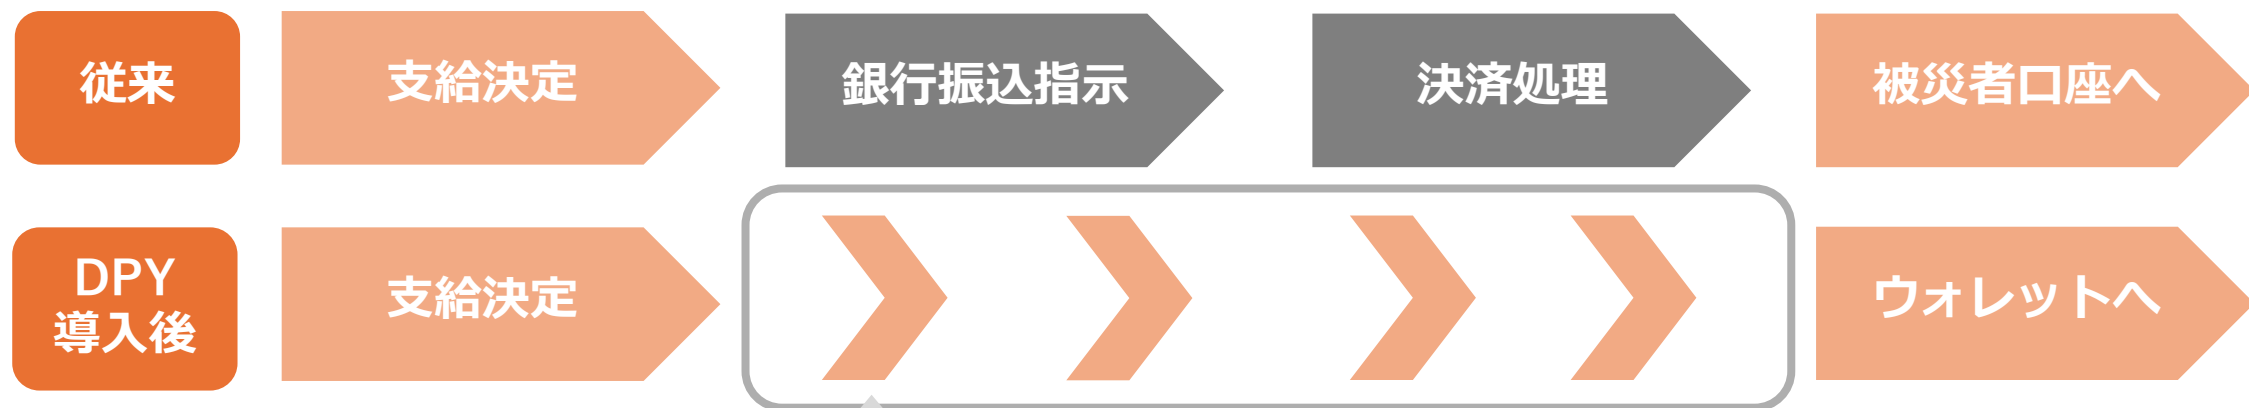 従来
支給決定
銀行振込指示
決済処理
被災者口座へ
DPY
導入後
支給決定
ウォレットへ